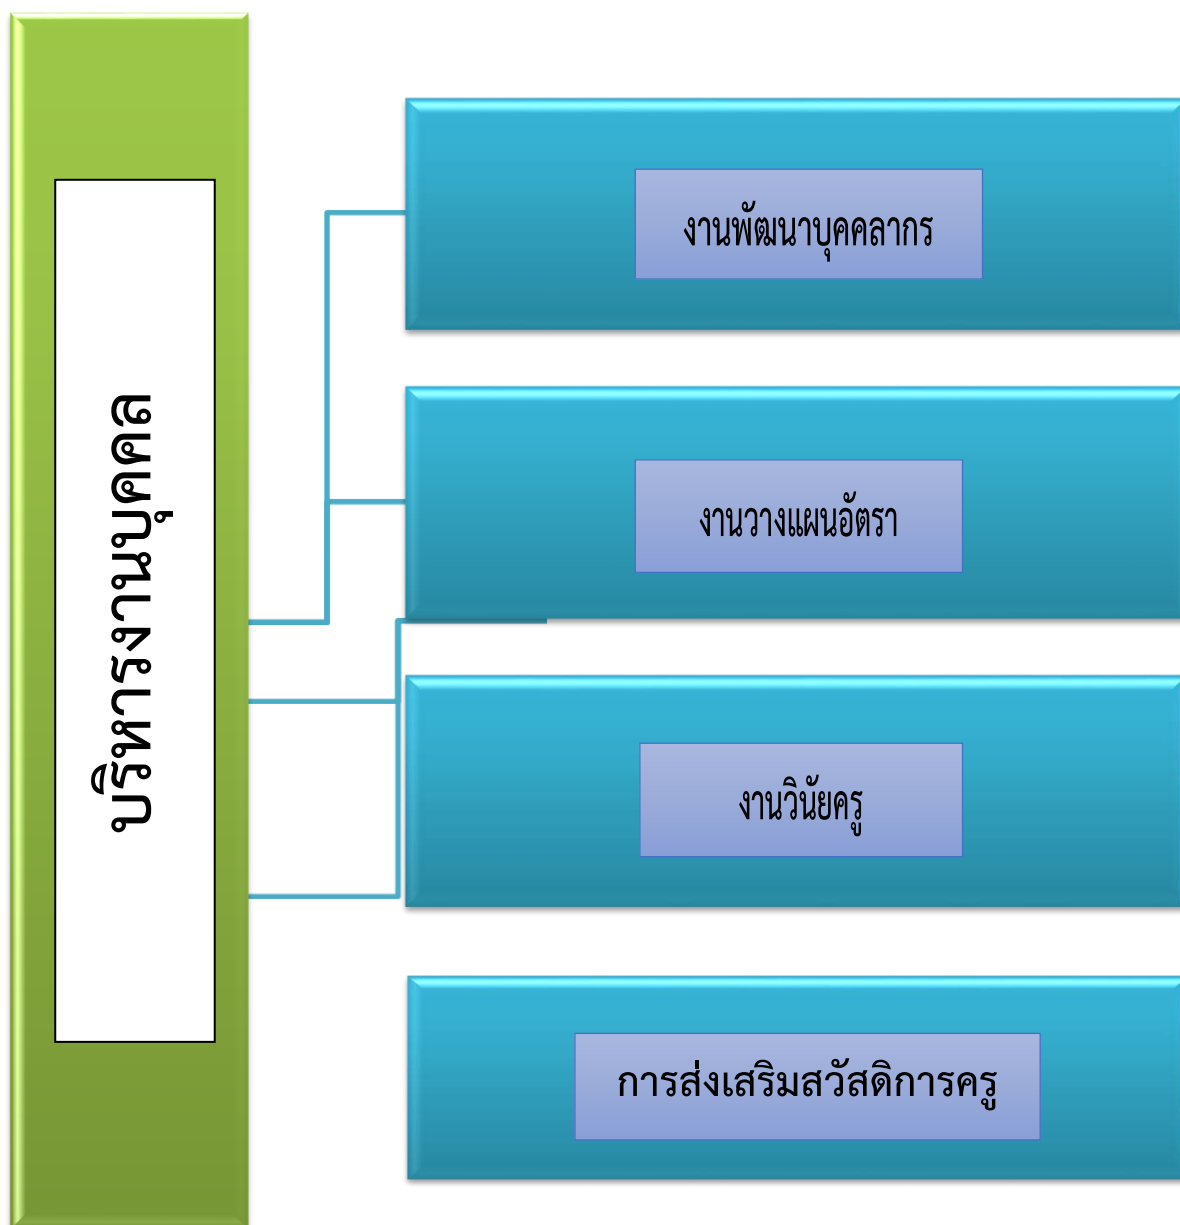 บริหารงานบุคคล
งานพัฒนาบุคคลากร
งานวางแผนอัตรา
งานวินัยครู
การส่งเสริมสวัสดิการครู